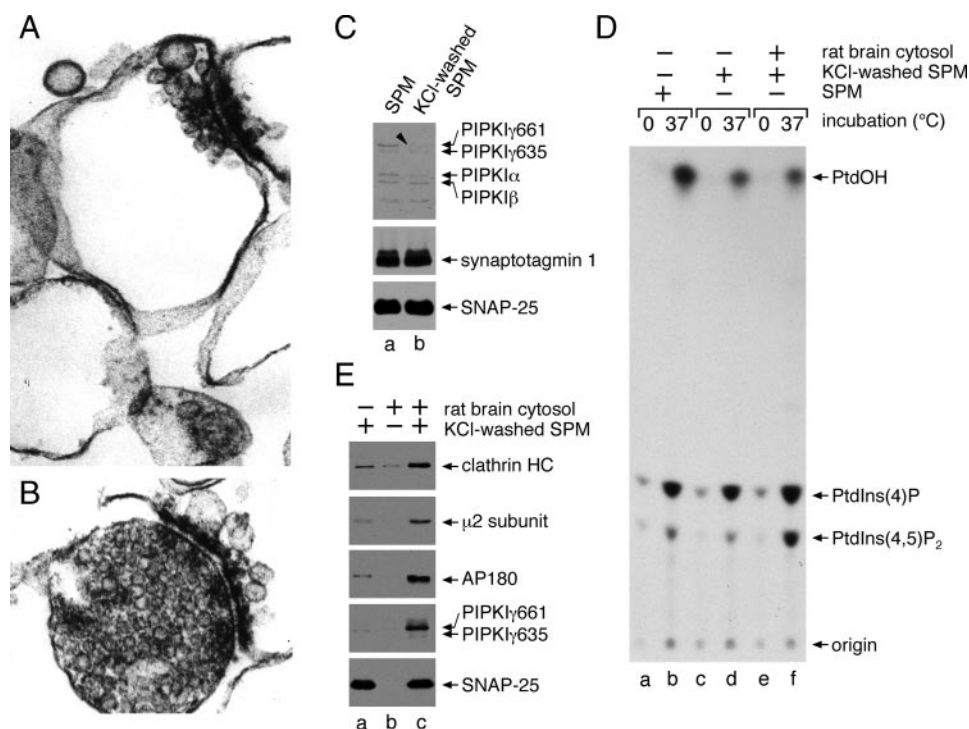 A
B
C
SPM
KCl-washed
SPM
PIPKIγ661
PIPKIγ635
PIPKIα
PIPKIβ
synaptotagmin 1
SNAP-25
a b
D
– – + rat brain cytosol
– + + KCl-washed SPM
+ – – SPM
0 37 0 37 0 37 incubation (°C)
PtdOH
PtdIns(4)P
PtdIns(4,5)P₂
origin
a b c d e f
E
– + + rat brain cytosol
+ – + KCl-washed SPM
clathrin HC
μ2 subunit
AP180
PIPKIγ661
PIPKIγ635
SNAP-25
a b c